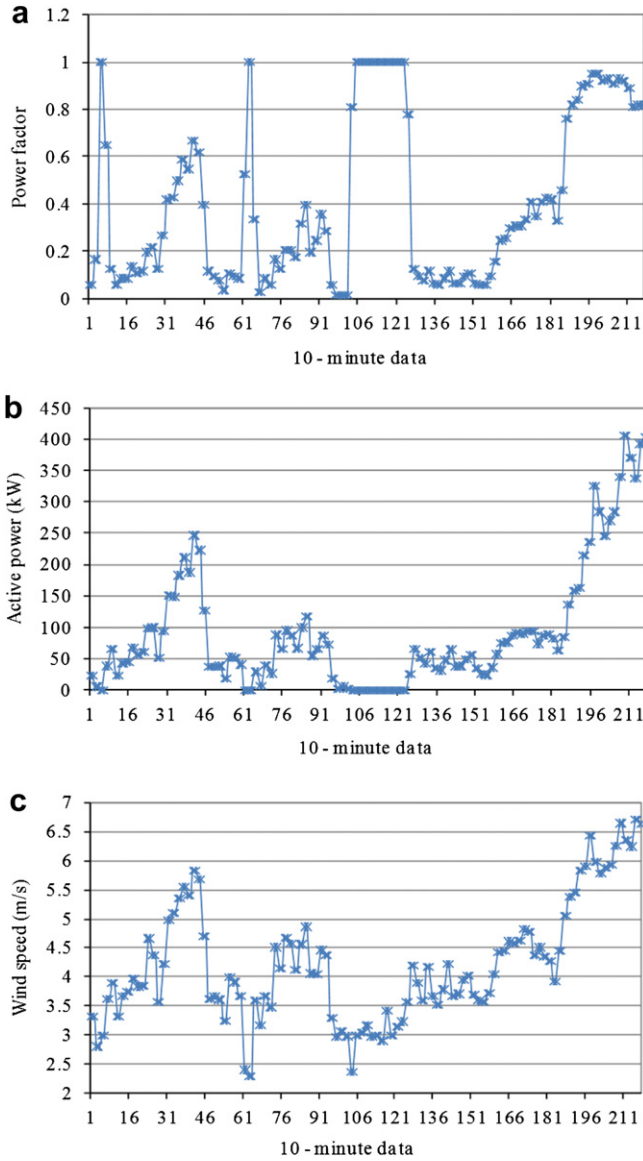 a
1.2
1
0.8
0.6
0.4
0.2
0
Power factor
1 16 31 46 61 76 91 106 121 136 151 166 181 196 211
10 - minute data
b
450
400
350
300
250
200
150
100
50
0
Active power (kW)
1 16 31 46 61 76 91 106 121 136 151 166 181 196 211
10 - minute data
c
7
6.5
6
5.5
5
4.5
4
3.5
3
2.5
2
Wind speed (m/s)
1 16 31 46 61 76 91 106 121 136 151 166 181 196 211
10 - minute data